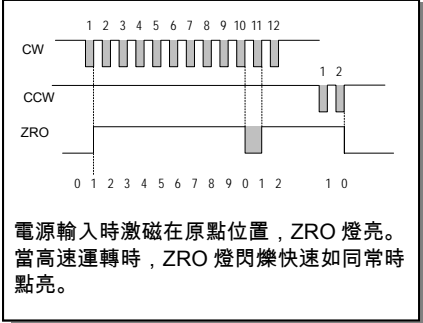 1 2 3 4 5 6 7 8 9 10 11 12
CW
1 2
CCW
ZRO
0 1 2 3 4 5 6 7 8 9 0 1 2 1 0
電源輸入時激磁在原點位置，ZRO 燈亮。
當高速運轉時，ZRO 燈閃爍快速如同常時
點亮。